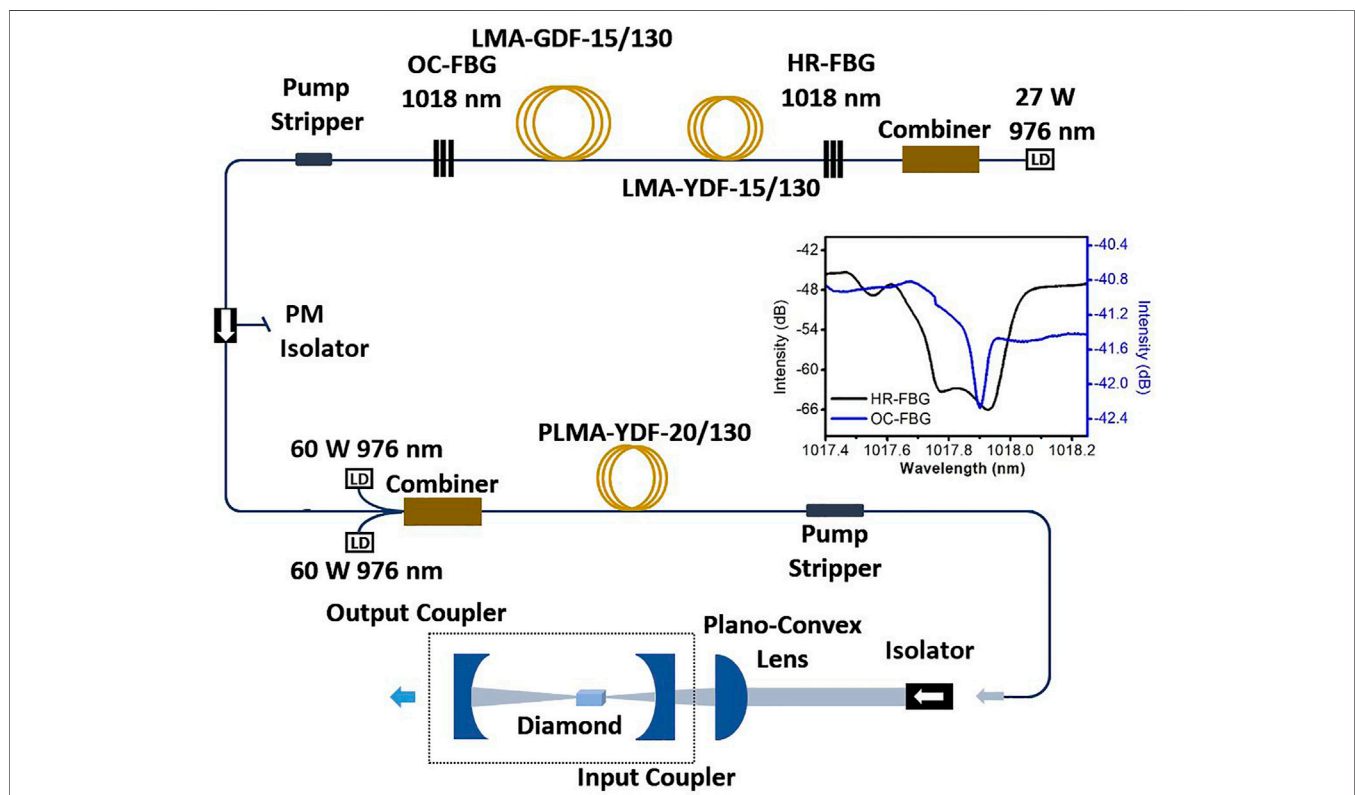 LMA-GDF-15/130
OC-FBG
1018 nm
HR-FBG
1018 nm
Pump
Stripper
Combiner
27 W
976 nm
LD
LMA-YDF-15/130
PM
Isolator
-42
-48
-54
-60
-66
Intensity (dB)
-40.4
-40.8
-41.2
-41.6
-42.0
-42.4
Intensity (dB)
HR-FBG
OC-FBG
1017.4 1017.6 1017.8 1018.0 1018.2
Wavelength (nm)
60 W 976 nm
LD
Combiner
PLMA-YDF-20/130
LD
60 W 976 nm
Pump
Stripper
Output Coupler
Plano-Convex
Lens
Isolator
Diamond
Input Coupler